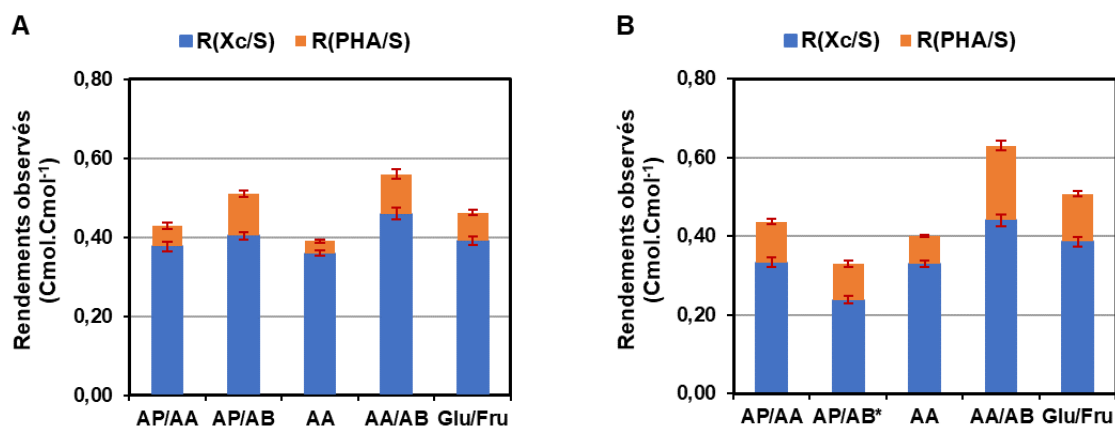 A
R(Xc/S) R(PHA/S)
Rendements observés
(Cmol.Cmol⁻¹)
0,80
0,60
0,40
0,20
0,00
AP/AA AP/AB AA AA/AB Glu/Fru
B
R(Xc/S) R(PHA/S)
Rendements observés
(Cmol.Cmol⁻¹)
0,80
0,60
0,40
0,20
0,00
AP/AA AP/AB* AA AA/AB Glu/Fru